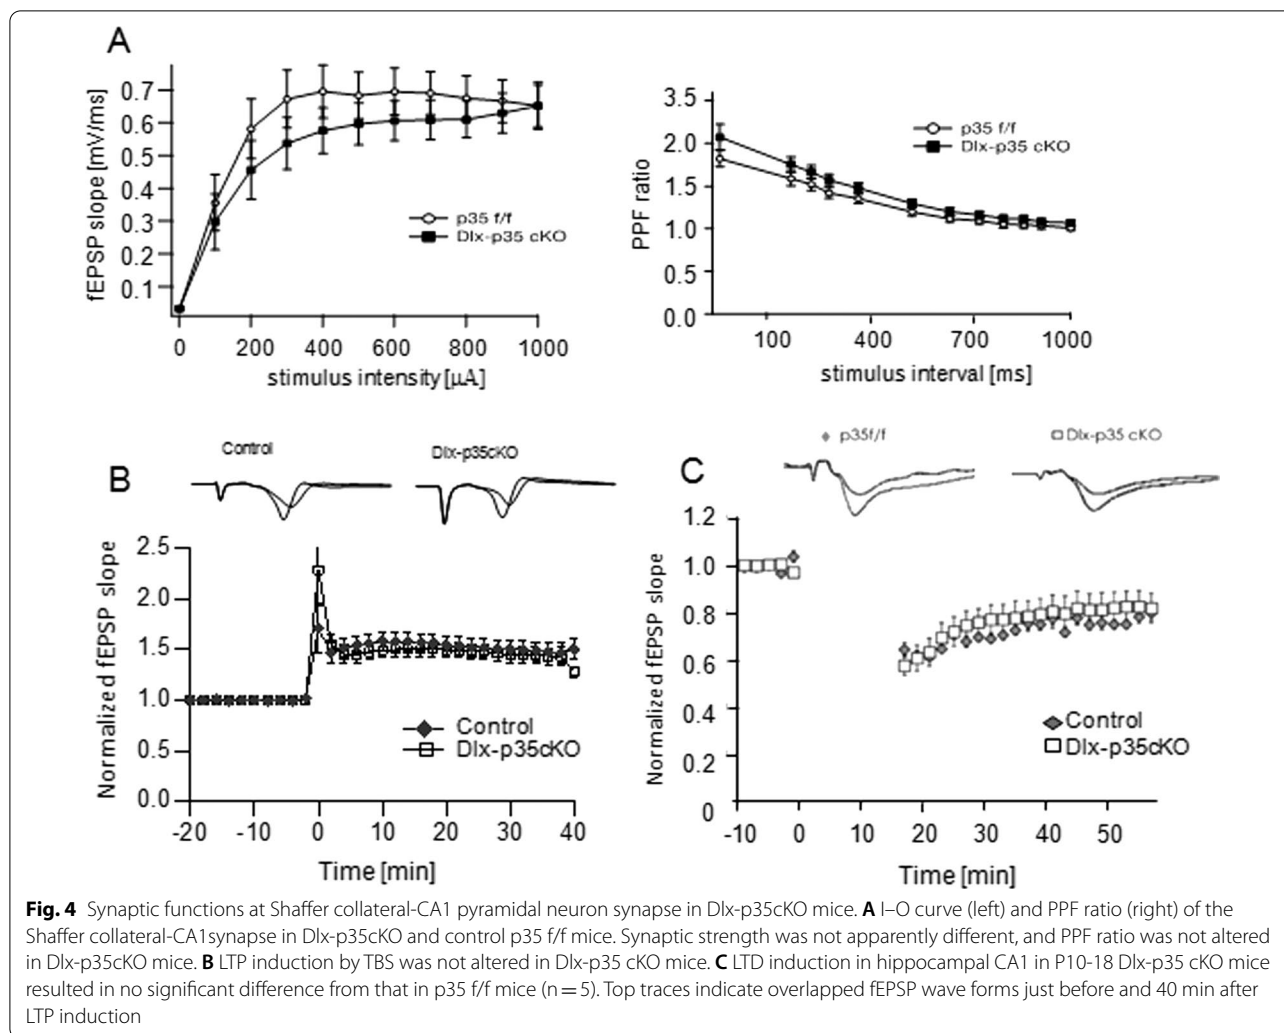 A
fEPSP slope [mV/ms]
0.7
0.6
0.5
0.4
0.3
0.2
0.1
p35 f/f
Dlx-p35 cKO
0 200 400 600 800 1000
stimulus intensity [µA]
PPF ratio
3.5
2.5
2.0
1.5
1.0
0.5
0.0
p35 f/f
Dlx-p35 cKO
100 400 700 1000
stimulus interval [ms]
B
Control Dlx-p35cKO
Normalized fEPSP slope
2.5
2.0
1.5
1.0
0.5
0.0
Control
Dlx-p35cKO
-20 -10 0 10 20 30 40
Time [min]
C
p35f/f Dlx-p35 cKO
Normalized fEPSP slope
1.2
1.0
0.8
0.6
0.4
0.2
0
Control
Dlx-p35cKO
-10 0 10 20 30 40 50
Time [min]
Fig. 4 Synaptic functions at Shaffer collateral-CA1 pyramidal neuron synapse in Dlx-p35cKO mice. A I–O curve (left) and PPF ratio (right) of the
Shaffer collateral-CA1synapse in Dlx-p35cKO and control p35 f/f mice. Synaptic strength was not apparently different, and PPF ratio was not altered
in Dlx-p35cKO mice. B LTP induction by TBS was not altered in Dlx-p35 cKO mice. C LTD induction in hippocampal CA1 in P10-18 Dlx-p35 cKO mice
resulted in no significant difference from that in p35 f/f mice (n = 5). Top traces indicate overlapped fEPSP wave forms just before and 40 min after
LTP induction